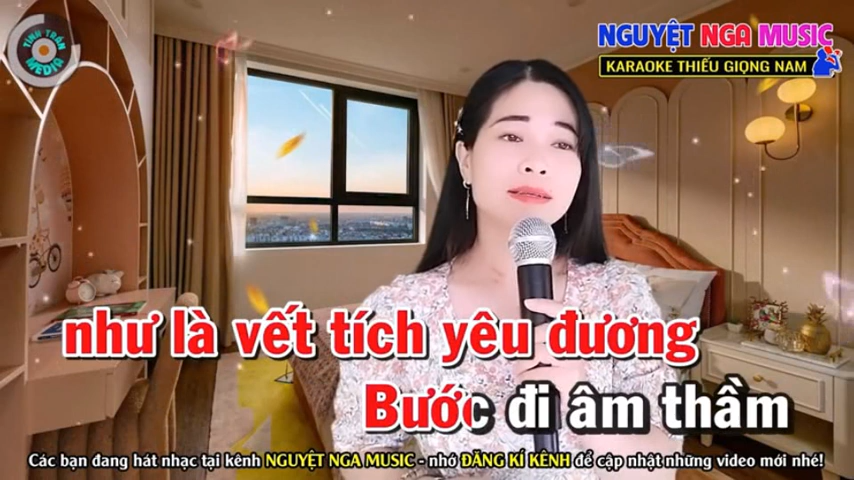 TÌNH TRẦN
MEDIA
NGUYỆT NGA MUSIC
KARAOKE THIẾU GIỌNG NAM
như là vết tích yêu đương
Bước đi âm thầm
Các bạn đang hát nhạc tại kênh NGUYỆT NGA MUSIC - nhớ ĐĂNG KÍ KÊNH để cập nhật những video mới nhé!